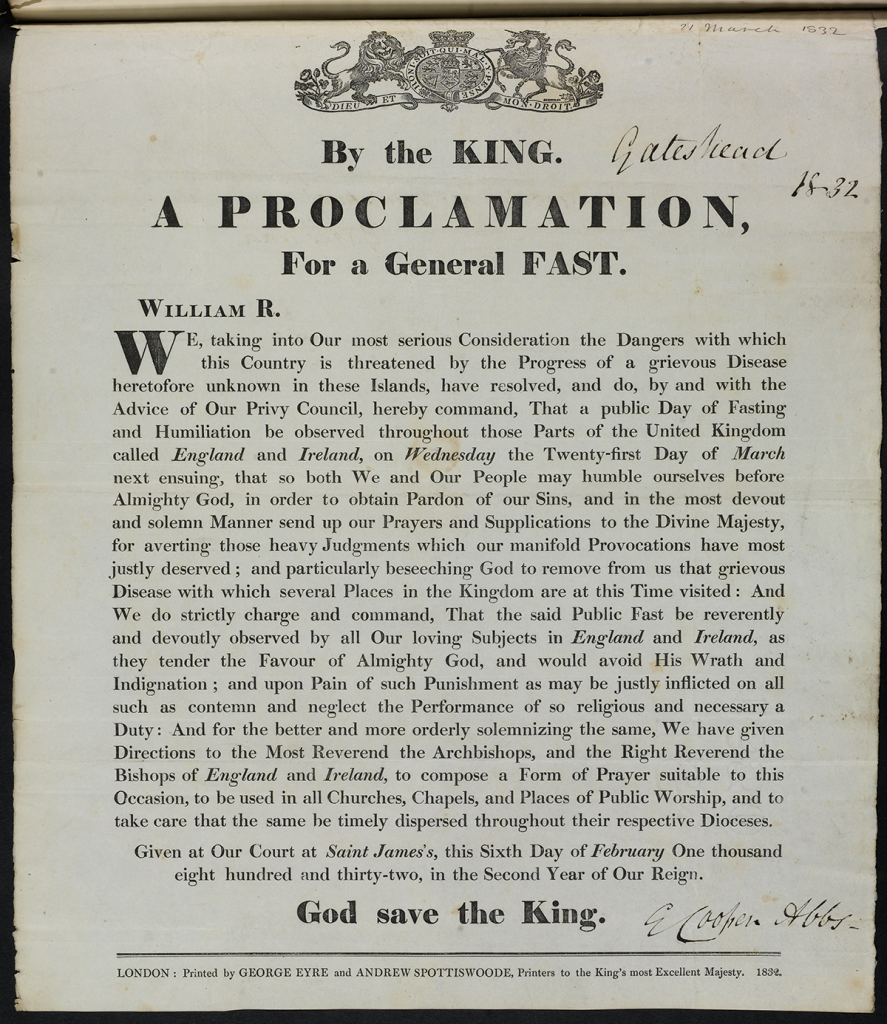 21 March 1832
HONI·SOIT·QUI·MAL·Y·PENSE
DIEU ET MON·DROIT
By the KING.
Gateshead
1832
A PROCLAMATION,
For a General FAST.
WILLIAM R.
WE, taking into Our most serious Consideration the Dangers with which
this Country is threatened by the Progress of a grievous Disease
heretofore unknown in these Islands, have resolved, and do, by and with the
Advice of Our Privy Council, hereby command, That a public Day of Fasting
and Humiliation be observed throughout those Parts of the United Kingdom
called England and Ireland, on Wednesday the Twenty-first Day of March
next ensuing, that so both We and Our People may humble ourselves before
Almighty God, in order to obtain Pardon of our Sins, and in the most devout
and solemn Manner send up our Prayers and Supplications to the Divine Majesty,
for averting those heavy Judgments which our manifold Provocations have most
justly deserved ; and particularly beseeching God to remove from us that grievous
Disease with which several Places in the Kingdom are at this Time visited : And
We do strictly charge and command, That the said Public Fast be reverently
and devoutly observed by all Our loving Subjects in England and Ireland, as
they tender the Favour of Almighty God, and would avoid His Wrath and
Indignation ; and upon Pain of such Punishment as may be justly inflicted on all
such as contemn and neglect the Performance of so religious and necessary a
Duty : And for the better and more orderly solemnizing the same, We have given
Directions to the Most Reverend the Archbishops, and the Right Reverend the
Bishops of England and Ireland, to compose a Form of Prayer suitable to this
Occasion, to be used in all Churches, Chapels, and Places of Public Worship, and to
take care that the same be timely dispersed throughout their respective Dioceses.
Given at Our Court at Saint James's, this Sixth Day of February One thousand
eight hundred and thirty-two, in the Second Year of Our Reign.
God save the King.
G Cooper Abbs-
LONDON : Printed by GEORGE EYRE and ANDREW SPOTTISWOODE, Printers to the King's most Excellent Majesty. 1832.